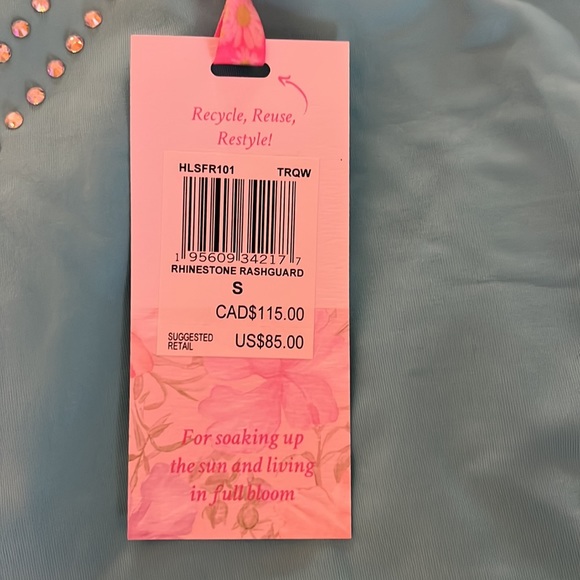 Recycle, Reuse,
Restyle!
HLSFR101 TRQW
1 95609 34217 7
RHINESTONE RASHGUARD
S
CAD$115.00
SUGGESTED
RETAIL US$85.00
For soaking up
the sun and living
in full bloom